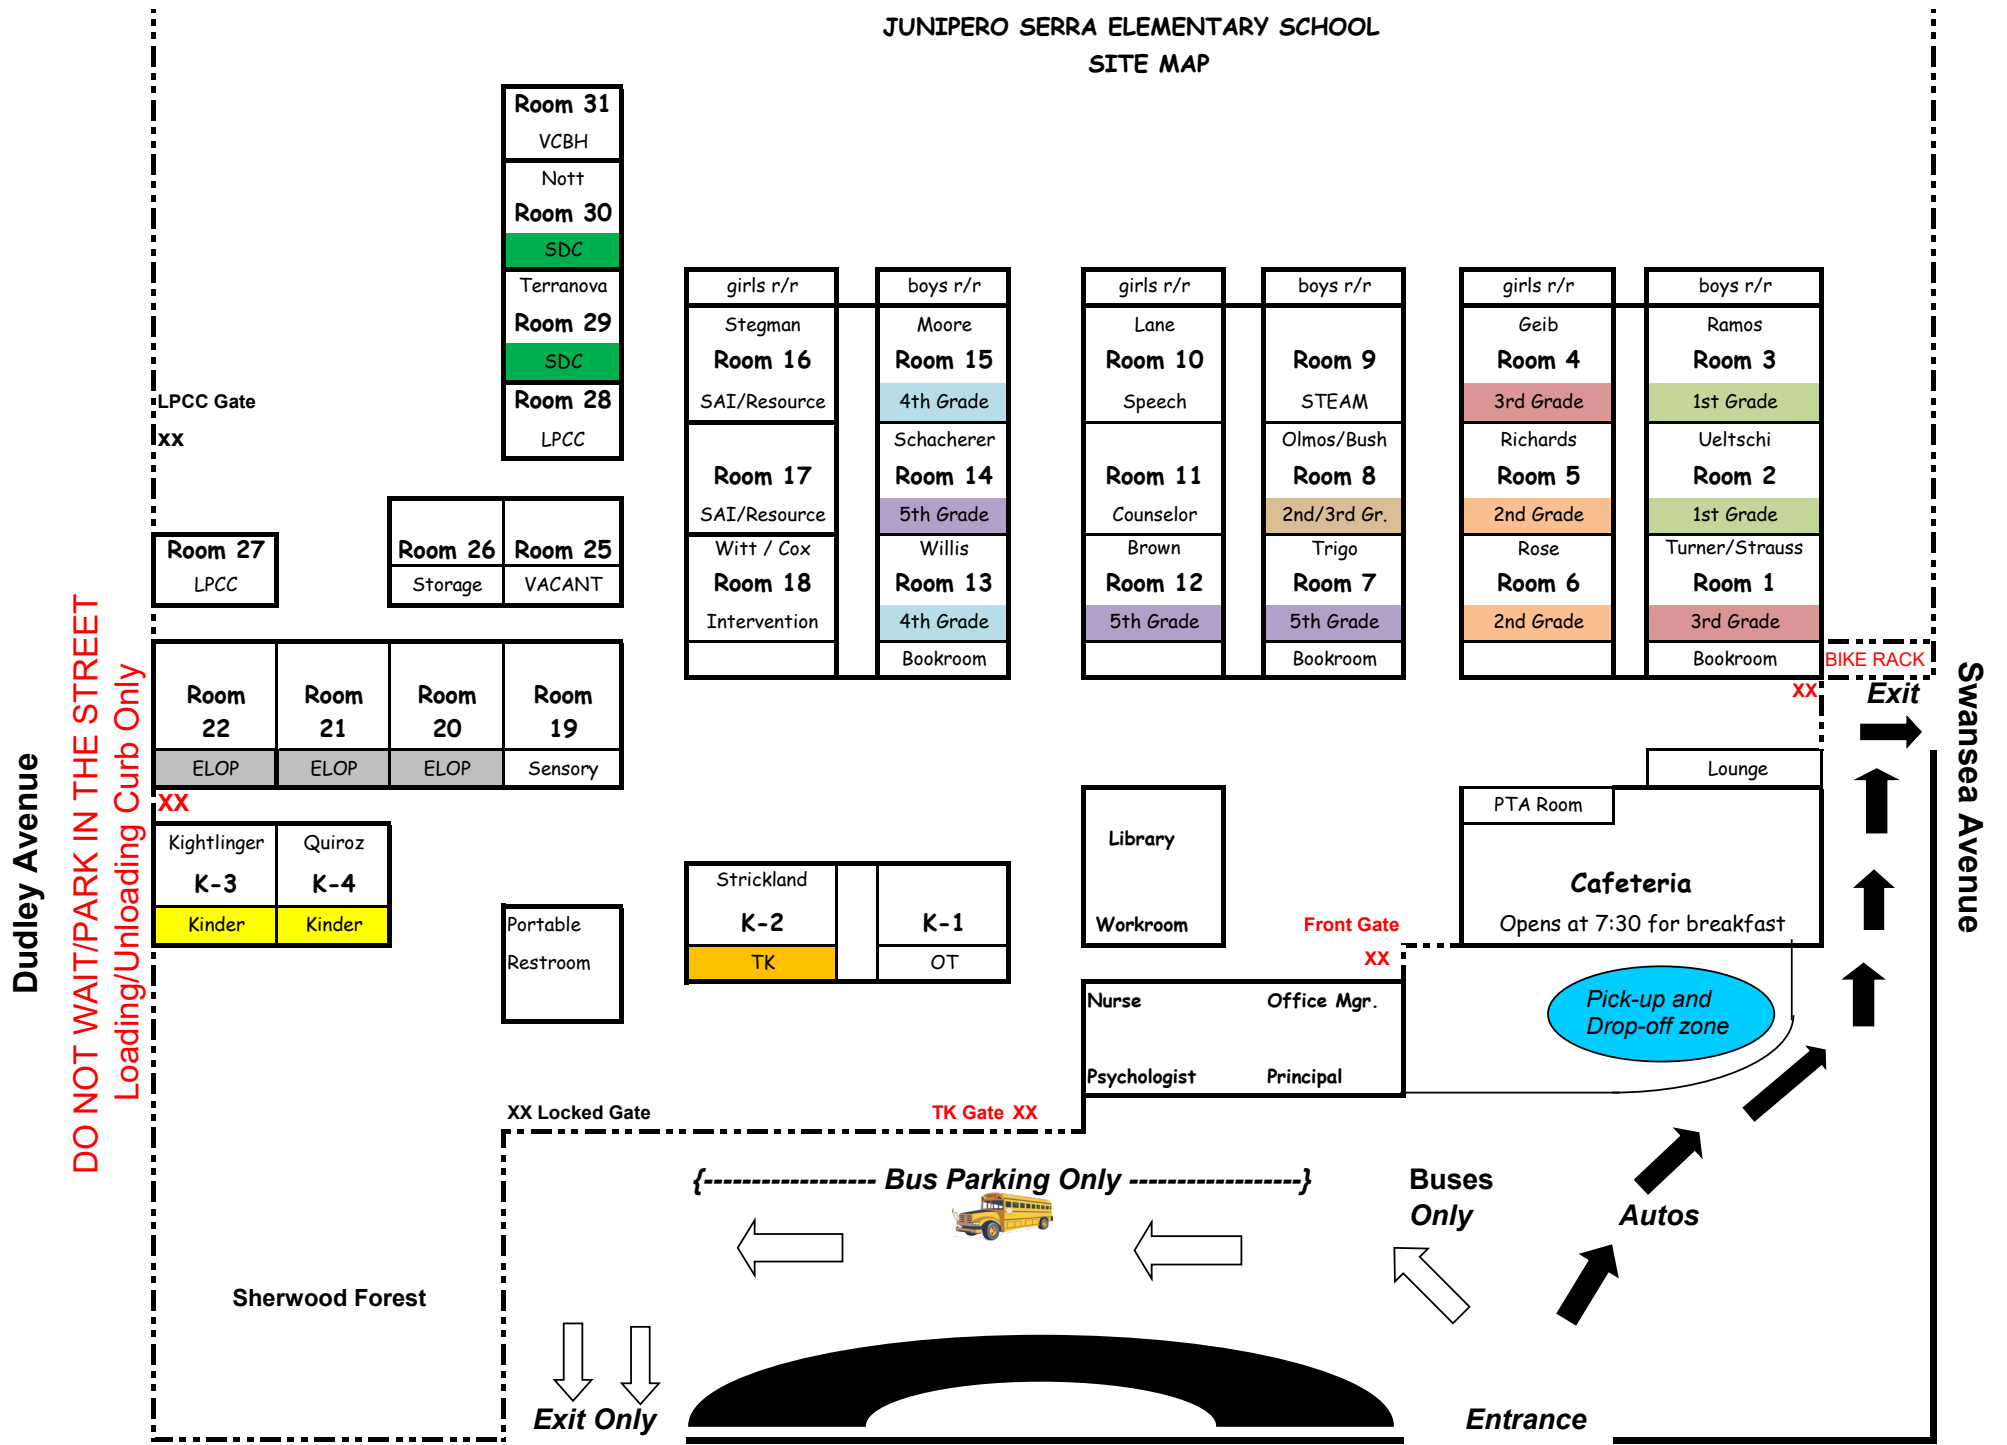 JUNIPERO SERRA ELEMENTARY SCHOOL
SITE MAP
Room 31
VCBH
Nott
Room 30
SDC
Terranova
Room 29
SDC
Room 28
LPCC
LPCC Gate
XX
girls r/r
boys r/r
girls r/r
boys r/r
girls r/r
boys r/r
Stegman
Room 16
SAI/Resource
Moore
Room 15
4th Grade
Lane
Room 10
Speech
Room 9
STEAM
Geib
Room 4
3rd Grade
Ramos
Room 3
1st Grade
Room 17
SAI/Resource
Schacherer
Room 14
5th Grade
Room 11
Counselor
Olmos/Bush
Room 8
2nd/3rd Gr.
Richards
Room 5
2nd Grade
Ueltschi
Room 2
1st Grade
Room 27
LPCC
Room 26
Storage
Room 25
VACANT
Witt / Cox
Room 18
Intervention
Willis
Room 13
4th Grade
Bookroom
Brown
Room 12
5th Grade
Trigo
Room 7
5th Grade
Bookroom
Rose
Room 6
2nd Grade
Turner/Strauss
Room 1
3rd Grade
Bookroom
BIKE RACK
XX
Exit
Room
22
ELOP
Room
21
ELOP
Room
20
ELOP
Room
19
Sensory
XX
Dudley Avenue
DO NOT WAIT/PARK IN THE STREET
Loading/Unloading Curb Only
Swansea Avenue
Kightlinger
K-3
Kinder
Quiroz
K-4
Kinder
Portable
Restroom
Strickland
K-2
TK
K-1
OT
Library
Workroom
Lounge
PTA Room
Cafeteria
Opens at 7:30 for breakfast
Front Gate
XX
Nurse
Office Mgr.
Psychologist
Principal
Pick-up and
Drop-off zone
XX Locked Gate
TK Gate XX
{------------------ Bus Parking Only ------------------}
Buses
Only
Autos
Sherwood Forest
Exit Only
Entrance